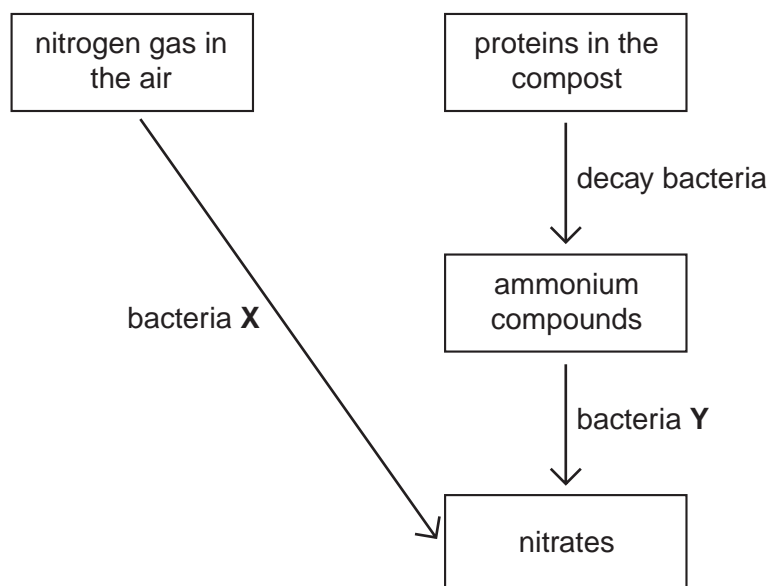 nitrogen gas in
the air
proteins in the
compost
decay bacteria
ammonium
compounds
bacteria X
bacteria Y
nitrates